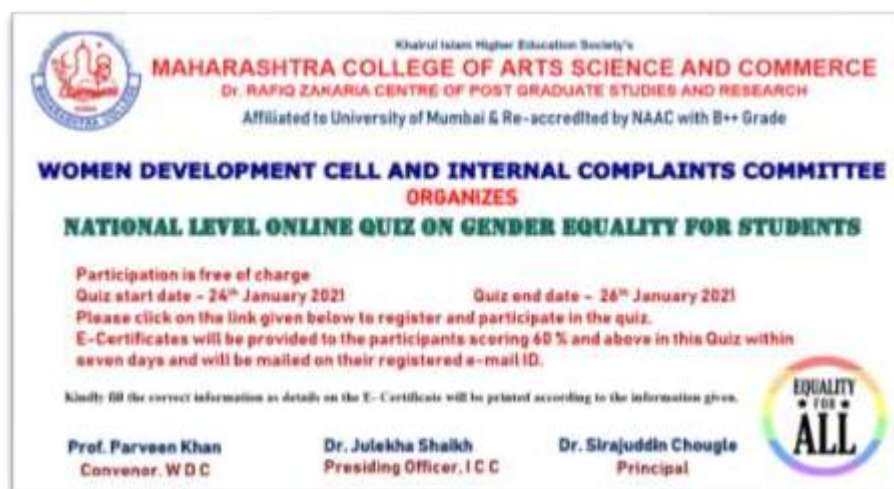 Khairul Islam Higher Education Society's
MAHARASHTRA COLLEGE OF ARTS SCIENCE AND COMMERCE
Dr. RAFIQ ZAKARIA CENTRE OF POST GRADUATE STUDIES AND RESEARCH
Affiliated to University of Mumbai & Re-accredited by NAAC with B++ Grade
MAHARASHTRA COLLEGE
WOMEN DEVELOPMENT CELL AND INTERNAL COMPLAINTS COMMITTEE
ORGANIZES
NATIONAL LEVEL ONLINE QUIZ ON GENDER EQUALITY FOR STUDENTS
Participation is free of charge
Quiz start date - 24th January 2021 Quiz end date - 26th January 2021
Please click on the link given below to register and participate in the quiz.
E-Certificates will be provided to the participants scoring 60 % and above in this Quiz within
seven days and will be mailed on their registered e-mail ID.
Kindly fill the correct information as details on the E- Certificate will be printed according to the information given.
EQUALITY
FOR
ALL
Prof. Parveen Khan Dr. Julekha Shaikh Dr. Sirajuddin Chougle
Convenor, W D C Presiding Officer, I C C Principal